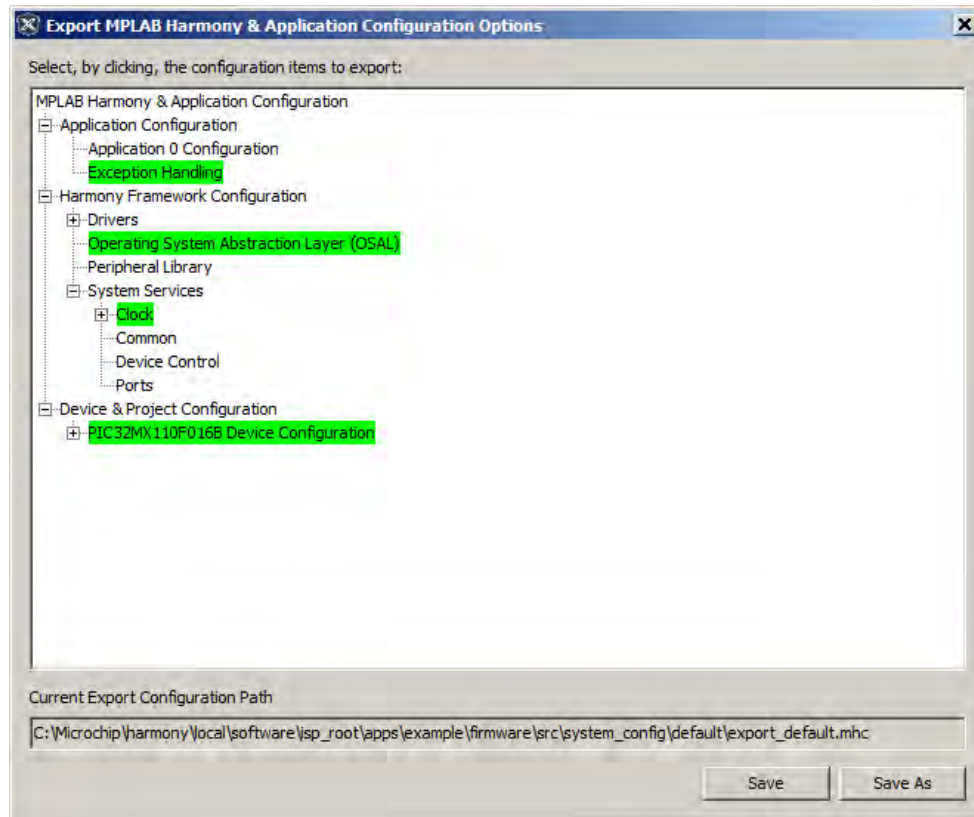 Export MPLAB Harmony & Application Configuration Options
Select, by clicking, the configuration items to export:
MPLAB Harmony & Application Configuration
Application Configuration
Application 0 Configuration
Exception Handling
Harmony Framework Configuration
Drivers
Operating System Abstraction Layer (OSAL)
Peripheral Library
System Services
Clock
Common
Device Control
Ports
Device & Project Configuration
PIC32MX110F016B Device Configuration
Current Export Configuration Path
C:\Microchip\harmony\local\software\isp_root\apps\example\firmware\src\system_config\default\export_default.mhc
Save Save As